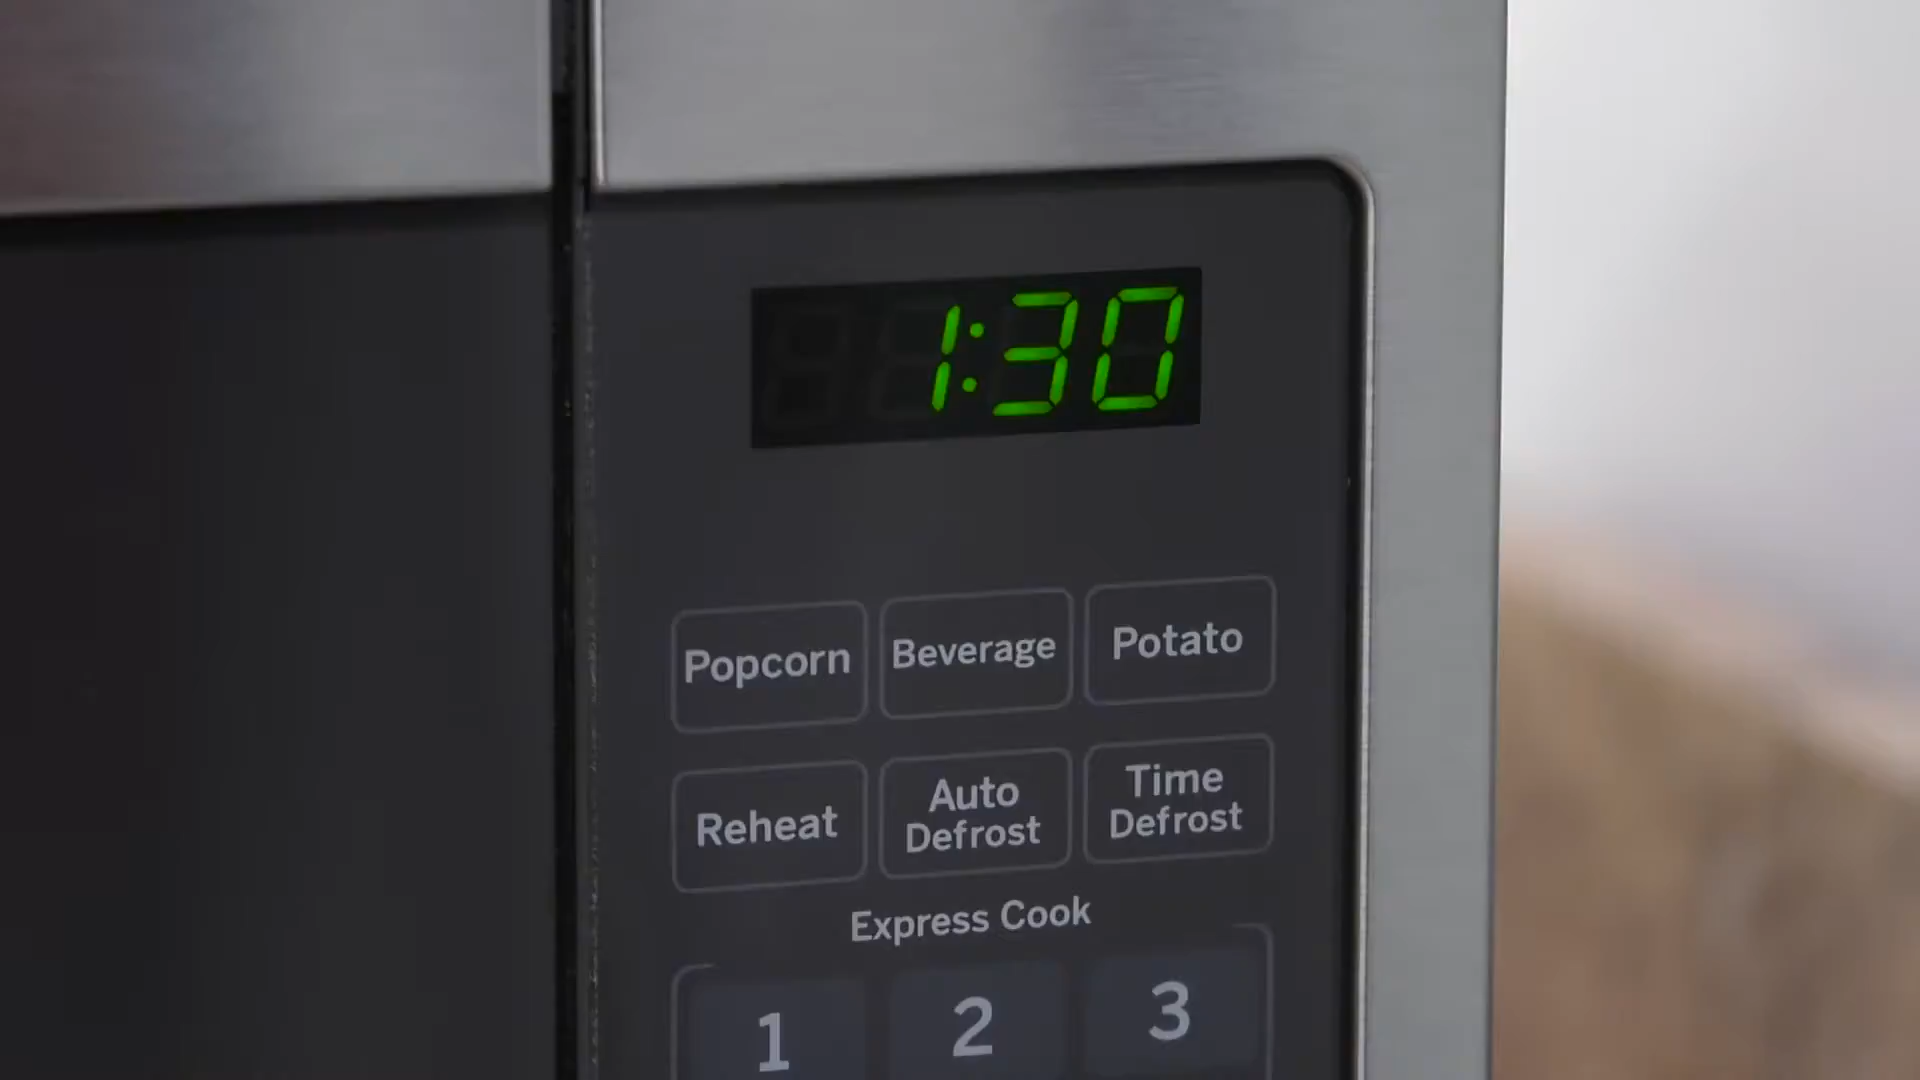 1:30
Popcorn Beverage Potato
Reheat Auto Defrost Time Defrost
Express Cook
1 2 3